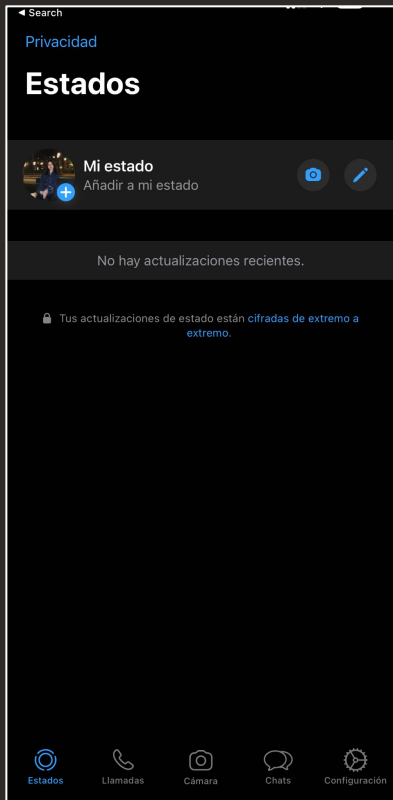 ◄ Search
Privacidad
Estados
Mi estado
Añadir a mi estado
No hay actualizaciones recientes.
Tus actualizaciones de estado están cifradas de extremo a
extremo.
Estados
Llamadas
Cámara
Chats
Configuración